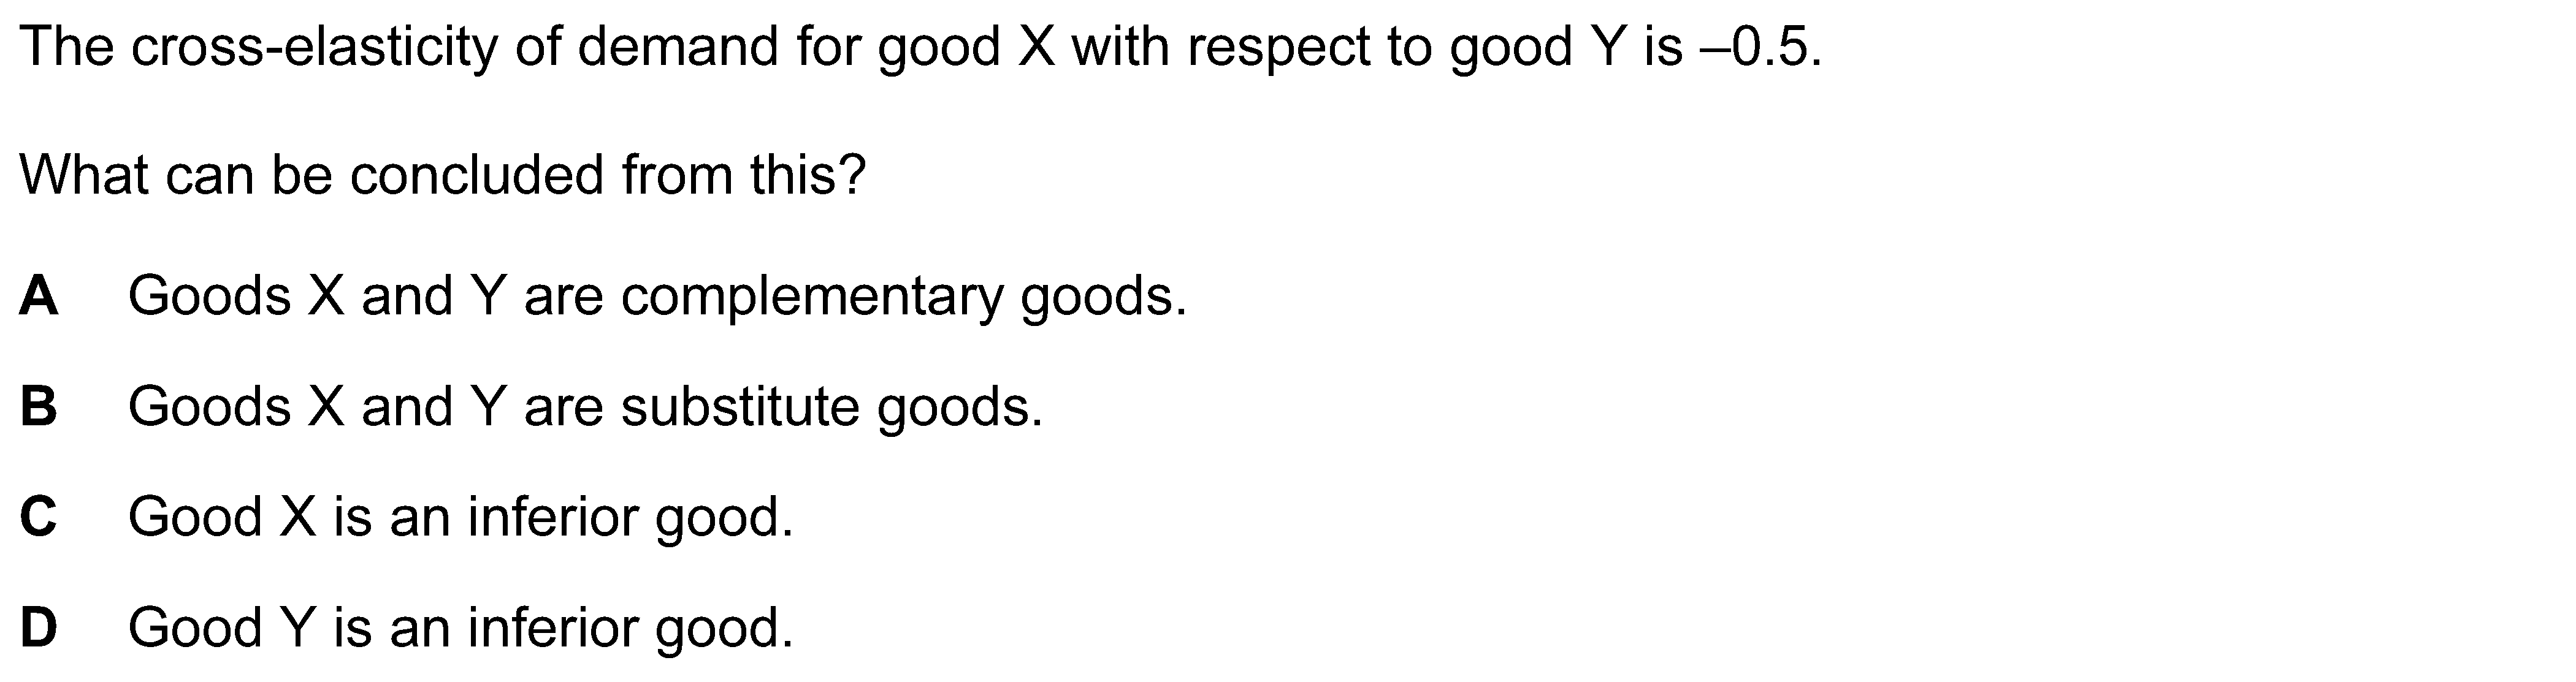 The cross-elasticity of demand for good X with respect to good Y is –0.5.
What can be concluded from this?
A Goods X and Y are complementary goods.
B Goods X and Y are substitute goods.
C Good X is an inferior good.
D Good Y is an inferior good.